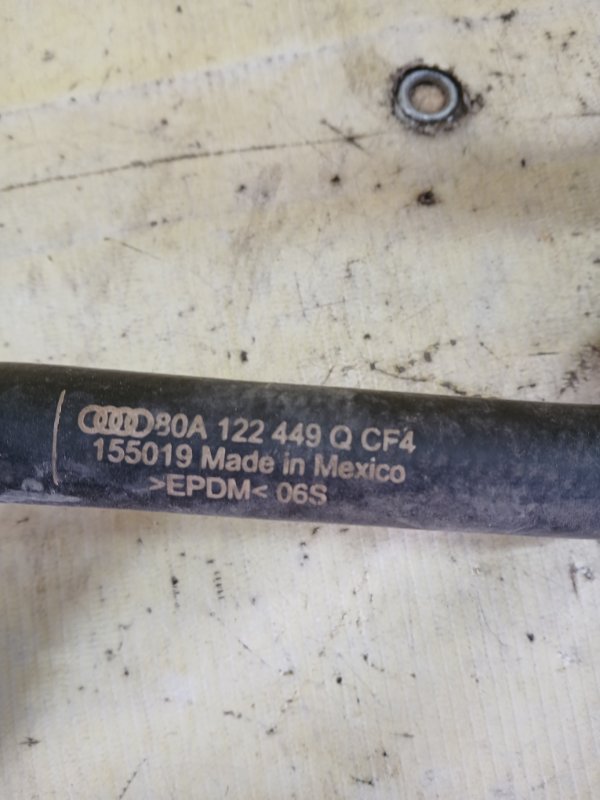 80A 122 449 Q CF4
155019 Made in Mexico
>EPDM< 06S